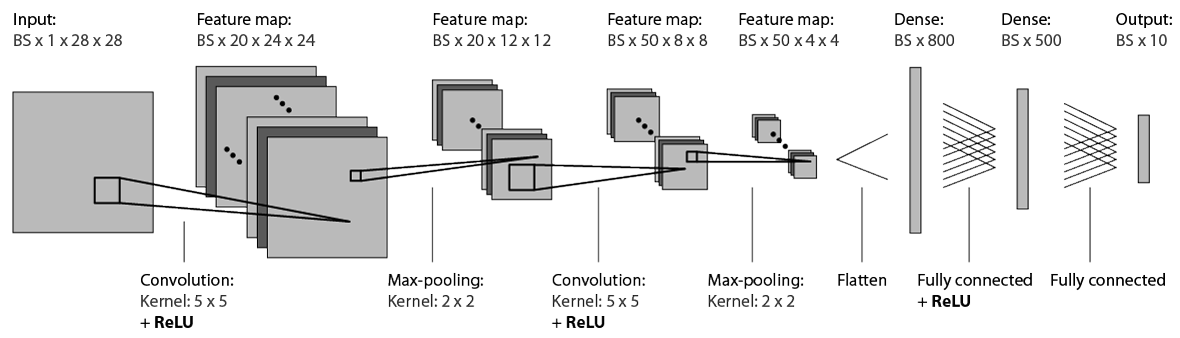 Input:
BS x 1 x 28 x 28
Feature map:
BS x 20 x 24 x 24
Feature map:
BS x 20 x 12 x 12
Feature map:
BS x 50 x 8 x 8
Feature map:
BS x 50 x 4 x 4
Dense:
BS x 800
Dense:
BS x 500
Output:
BS x 10
Convolution:
Kernel: 5 x 5
+ ReLU
Max-pooling:
Kernel: 2 x 2
Convolution:
Kernel: 5 x 5
+ ReLU
Max-pooling:
Kernel: 2 x 2
Flatten
Fully connected
+ ReLU
Fully connected